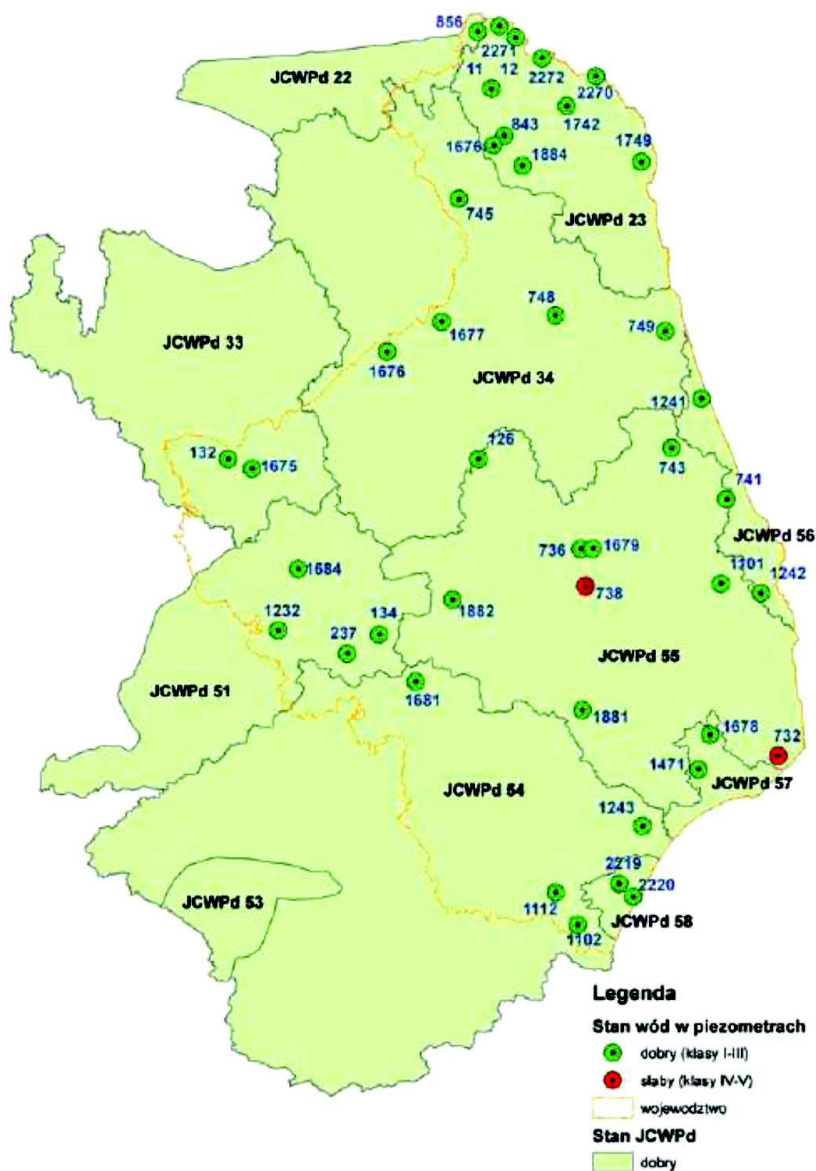 856
2271
JCWPd 22
11
12
2272
2270
843
1742
1676
1884
1749
745
JCWPd 23
748
749
1677
JCWPd 33
1676
JCWPd 34
1241
132
1675
126
743
741
736
1679
JCWPd 56
1684
738
1101
1242
1882
1232
134
237
JCWPd 55
JCWPd 51
1681
1881
1678
732
1471
JCWPd 57
JCWPd 54
1243
2219
2220
JCWPd 53
1112
JCWPd 58
1102
Legenda
Stan wód w piezometrach
dobry (klasy I-III)
słaby (klasy IV-V)
wojewodztwo
Stan JCWPd
dobry